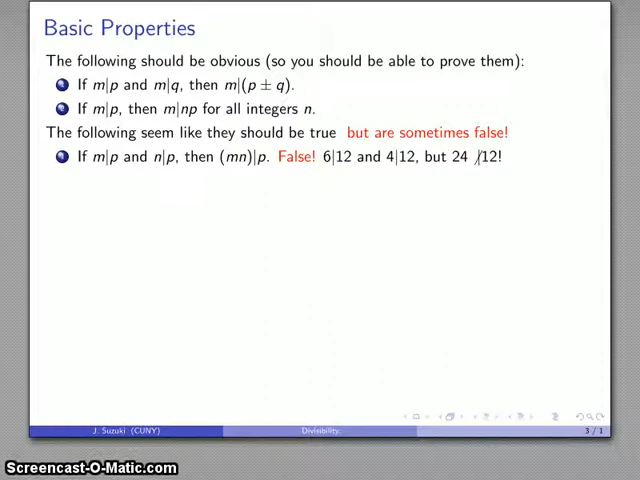 Basic Properties
The following should be obvious (so you should be able to prove them):
1 If m|p and m|q, then m|(p ± q).
2 If m|p, then m|np for all integers n.
The following seem like they should be true but are sometimes false!
1 If m|p and n|p, then (mn)|p. False! 6|12 and 4|12, but 24 ∤12!
J. Suzuki (CUNY) Divisibility 3 / 1
Screencast-O-Matic.com